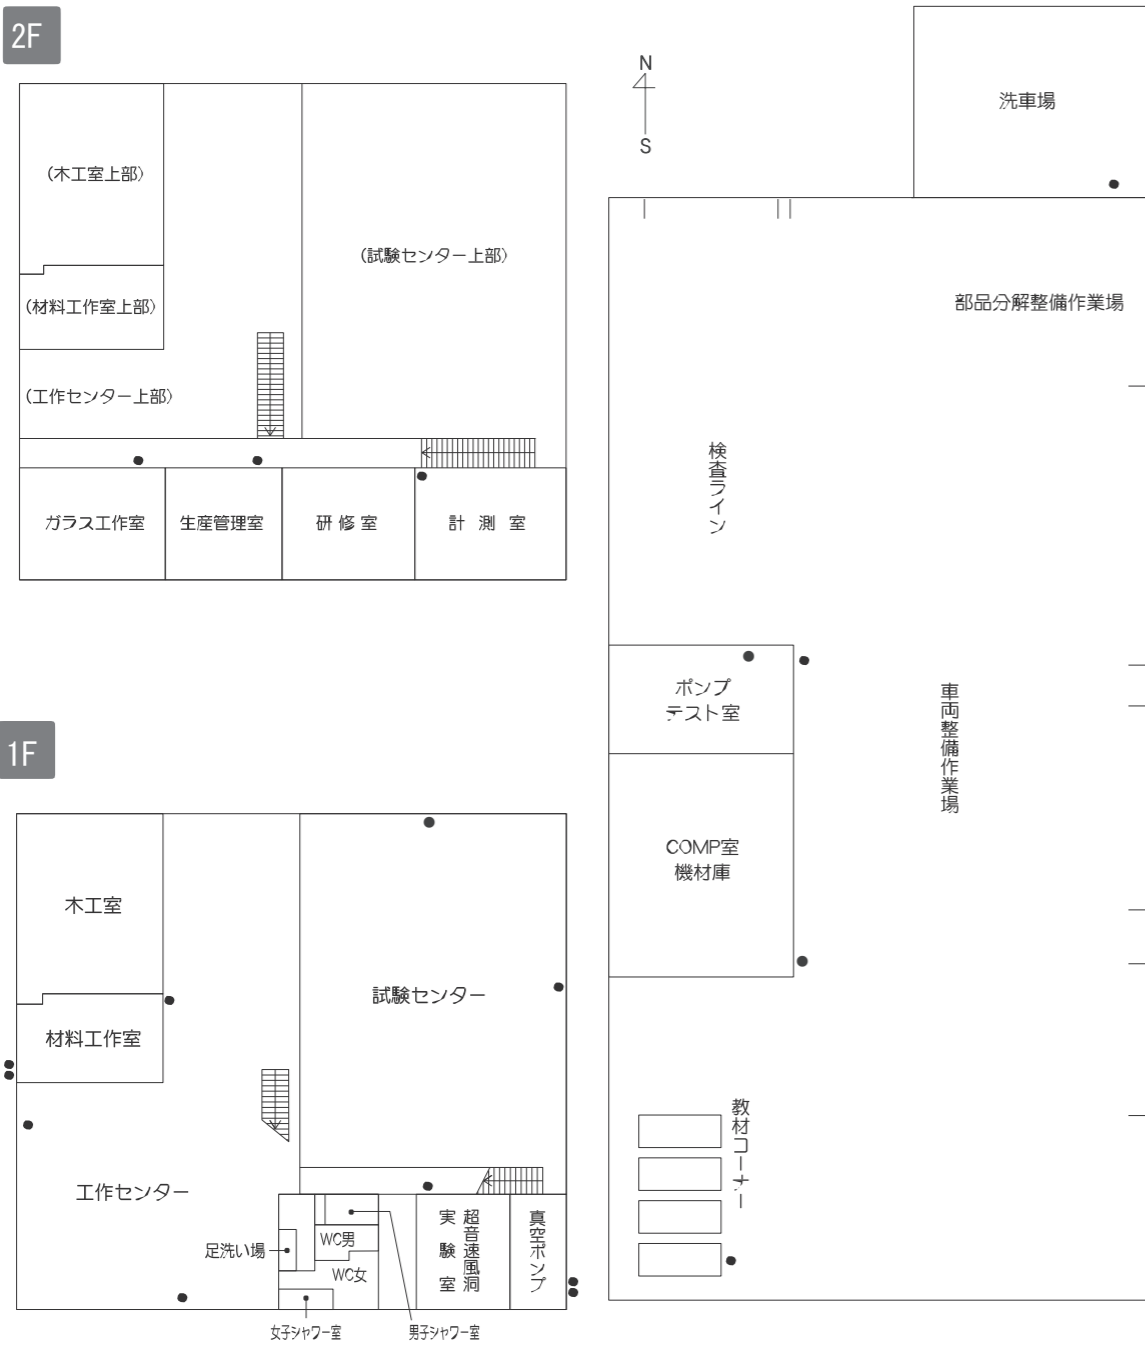 2F
(木工室上部)
(材料工作室上部)
(工作センター上部)
(試験センター上部)
ガラス工作室
生産管理室
研修室
計測室
1F
木工室
材料工作室
工作センター
試験センター
足洗い場
WC男
WC女
女子シャワー室
男子シャワー室
超音速風洞
実験室
真空ポンプ
N
S
洗車場
部品分解整備作業場
検査ライン
ポンプ
テスト室
COMP室
機材庫
車両整備作業場
教材コーナー